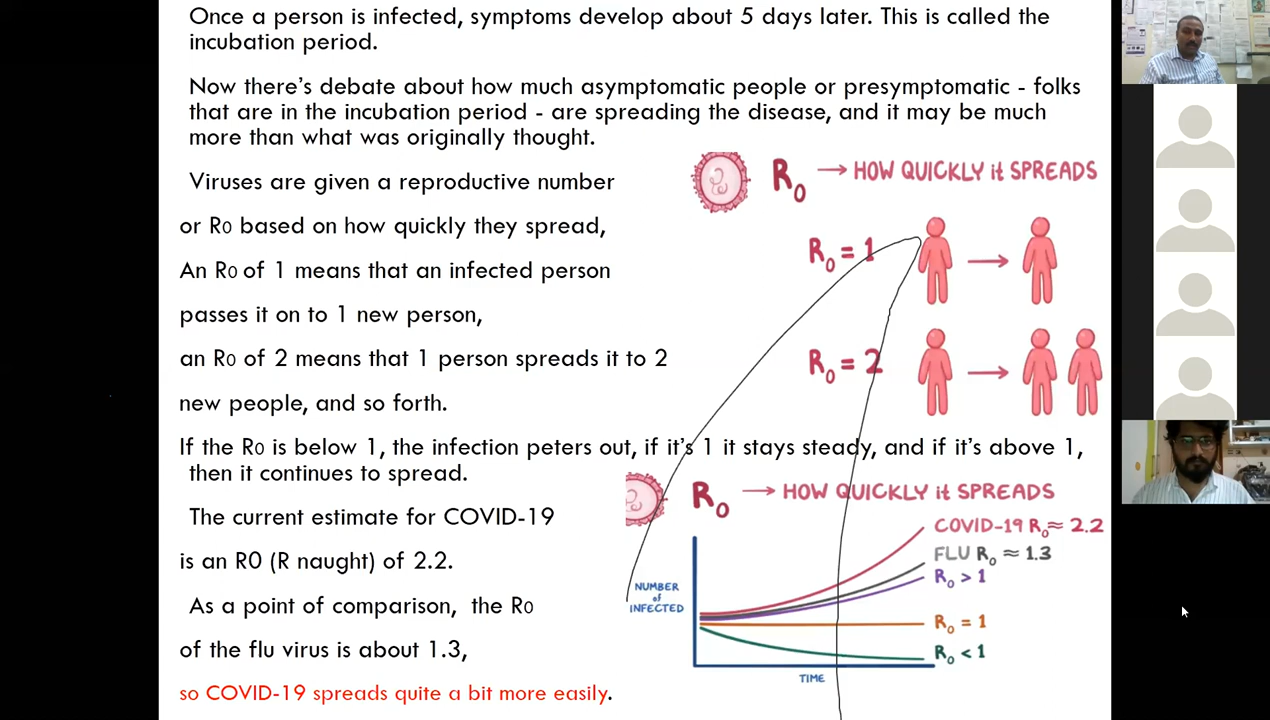 Once a person is infected, symptoms develop about 5 days later. This is called the
incubation period.
Now there's debate about how much asymptomatic people or presymptomatic - folks
that are in the incubation period - are spreading the disease, and it may be much
more than what was originally thought.
Viruses are given a reproductive number
or R0 based on how quickly they spread,
An R0 of 1 means that an infected person
passes it on to 1 new person,
an R0 of 2 means that 1 person spreads it to 2
new people, and so forth.
If the R0 is below 1, the infection peters out, if it's 1 it stays steady, and if it's above 1,
then it continues to spread.
The current estimate for COVID-19
is an R0 (R naught) of 2.2.
As a point of comparison, the R0
of the flu virus is about 1.3,
so COVID-19 spreads quite a bit more easily.
R0 → HOW QUICKLY it SPREADS
R0 = 1 →
R0 = 2 →
R0 → HOW QUICKLY it SPREADS
COVID-19 R0 ≈ 2.2
FLU R0 ≈ 1.3
R0 > 1
R0 = 1
R0 < 1
NUMBER
of
INFECTED
TIME